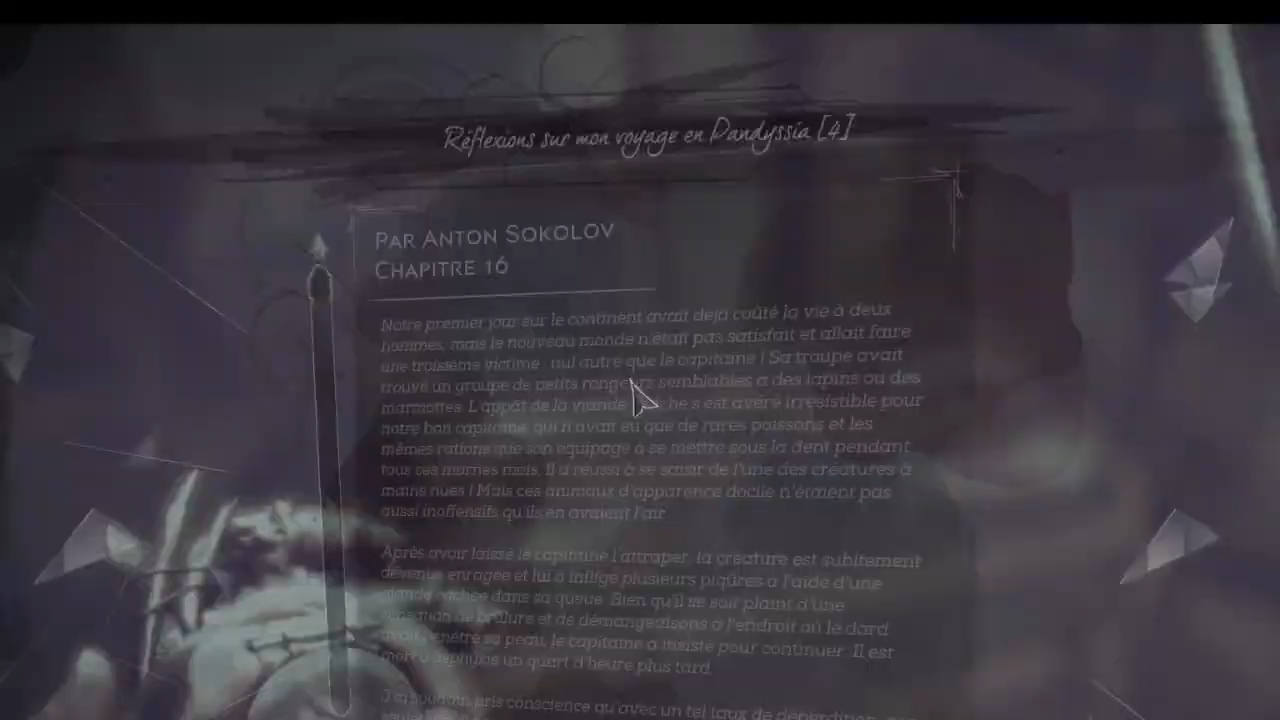 Réflexions sur mon voyage en Pandyssia [4]
PAR ANTON SOKOLOV
CHAPITRE 16
Notre premier jour sur le continent avait déjà coûté la vie à deux
hommes, mais le nouveau monde n'était pas satisfait et allait faire
une troisième victime : nul autre que le capitaine ! Sa troupe avait
trouvé un groupe de petits rongeurs semblables à des lapins ou des
marmottes. L'appât de la viande s'est avéré irrésistible pour
notre bon capitaine, qui n'avait eu que de rares poissons et les
mêmes rations que son équipage à se mettre sous la dent pendant
tous ces mornes mois. Il a réussi à se saisir de l'une des créatures à
mains nues ! Mais ces animaux d'apparence docile n'étaient pas
aussi inoffensifs qu'ils en avaient l'air.
Après avoir laissé le capitaine l'attraper, la créature est subitement
devenue enragée et lui a infligé plusieurs piqûres à l'aide d'une
glande cachée dans sa queue. Bien qu'il se soit plaint d'une
sensation de brûlure et de démangeaisons à l'endroit où le dard
avait pénétré sa peau, le capitaine a insisté pour continuer. Il est
mort d'asphyxie un quart d'heure plus tard.
J'ai soudain pris conscience qu'avec un tel taux de déperdition,